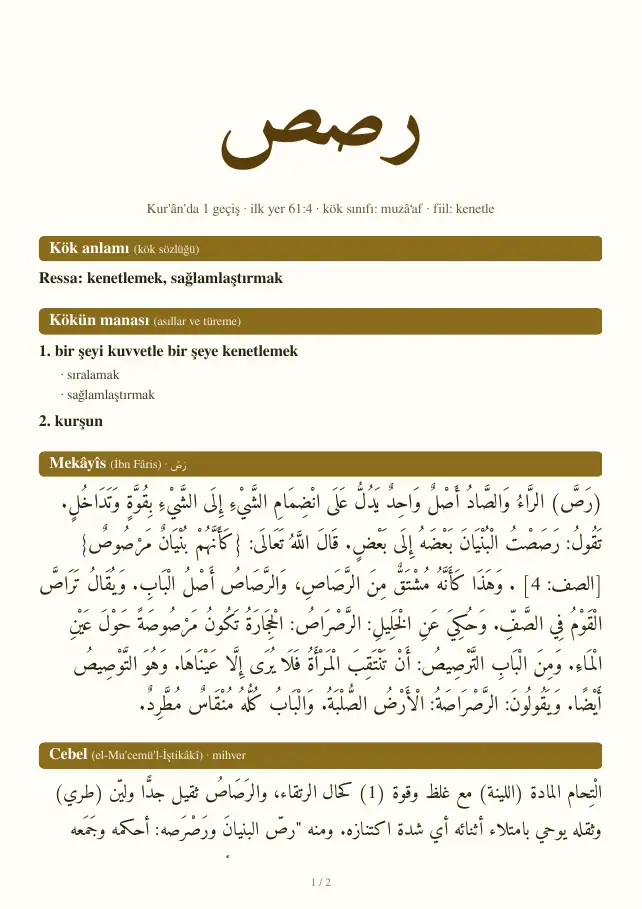 رصص
Kur'ân'da 1 geçiş · ilk yer 61:4 · kök sınıfı: muzâ'af · fiil: kenetle
Kök anlamı (kök sözlüğü)
Ressa: kenetlemek, sağlamlaştırmak
Kökün manası (asıllar ve türeme)
1. bir şeyi kuvvetle bir şeye kenetlemek
· sıralamak
· sağlamlaştırmak
2. kurşun
Mekâyîs (İbn Fâris) · رَصَّ
(رَصَّ) الرَّاءُ وَالصَّادُ أَصْلٌ وَاحِدٌ يَدُلُّ عَلَى انْضِمَامِ الشَّيْءِ إِلَى الشَّيْءِ بِقُوَّةٍ وَتَدَاخُلٍ.
تَقُولُ: رَصَصْتُ الْبُنْيَانَ بَعْضَهُ إِلَى بَعْضٍ. قَالَ اللَّهُ تَعَالَى: {كَأَنَّهُمْ بُنْيَانٌ مَرْصُوصٌ}
[الصف: 4] . وَهَذَا كَأَنَّهُ مُشْتَقٌّ مِنَ الرَّصَاصِ، وَالرَّصَاصُ أَصْلُ الْبَابِ. وَيُقَالُ تَرَاصَّ
الْقَوْمُ فِي الصَّفِّ. وَحُكِيَ عَنِ الْخَلِيلِ: الرَّصْرَاصُ: الْحِجَارَةُ تَكُونُ مَرْصُوصَةً حَوْلَ عَيْنِ
الْمَاءِ. وَمِنَ الْبَابِ التَّرْصِيصُ: أَنْ تَنْتَقِبَ الْمَرْأَةُ فَلَا يُرَى إِلَّا عَيْنَاهَا. وَهُوَ التَّوْصِيصُ
أَيْضًا. وَيَقُولُونَ: الرَّصْرَاصَةُ: الْأَرْضُ الصُّلْبَةُ. وَالْبَابُ كُلُّهُ مُنْقَاسٌ مُطَّرِدٌ.
Cebel (el-Mu'cemü'l-İştikâkî) · mihver
الْتِحام المادة (اللينة) مع غلظ وقوة (1) كحال الرتقاء، والرَصَاصُ ثقيل جدًّا وليّن (طري)
وثقله يوحي بامتلاء أثنائه أي شدة اكتنازه. ومنه "رصّ البنيانَ ورَصْرَصه: أحكمه وجَمَعه
1 / 2